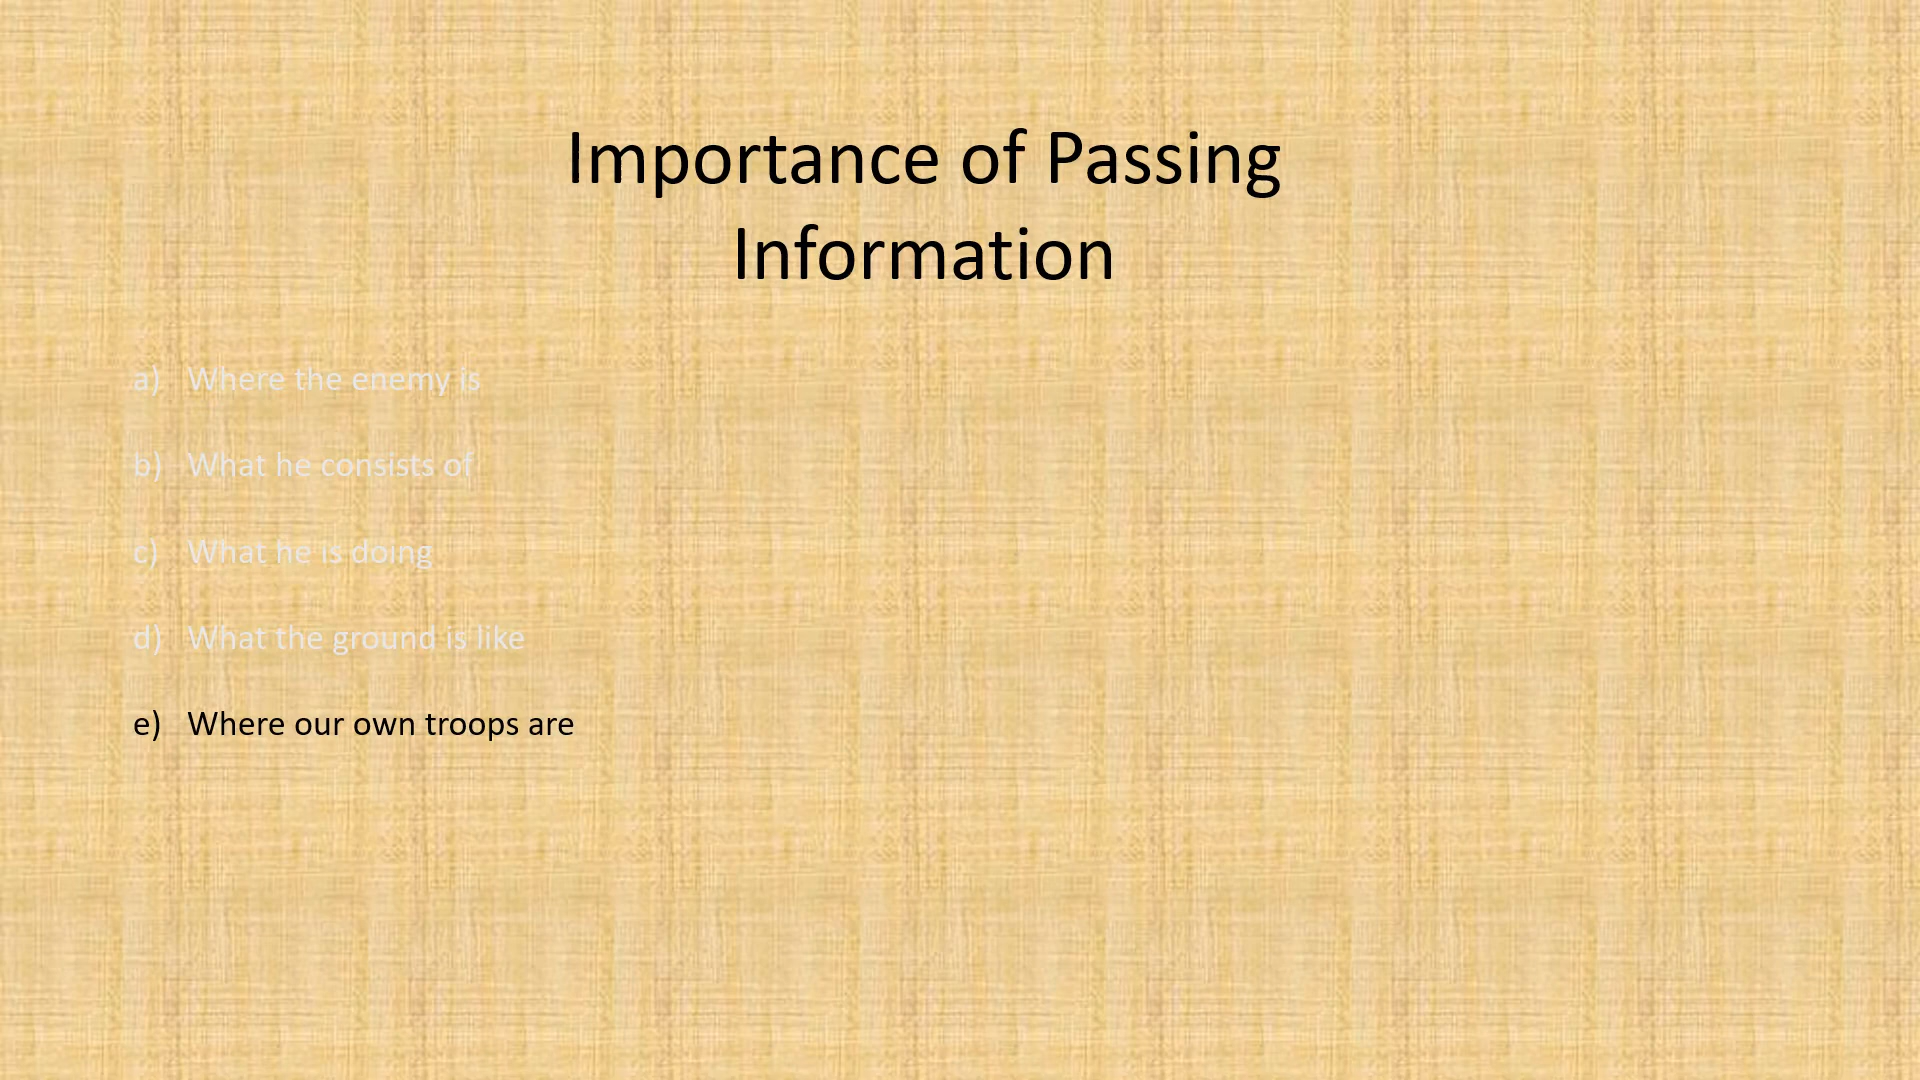 Importance of Passing
Information
a) Where the enemy is
b) What he consists of
c) What he is doing
d) What the ground is like
e) Where our own troops are